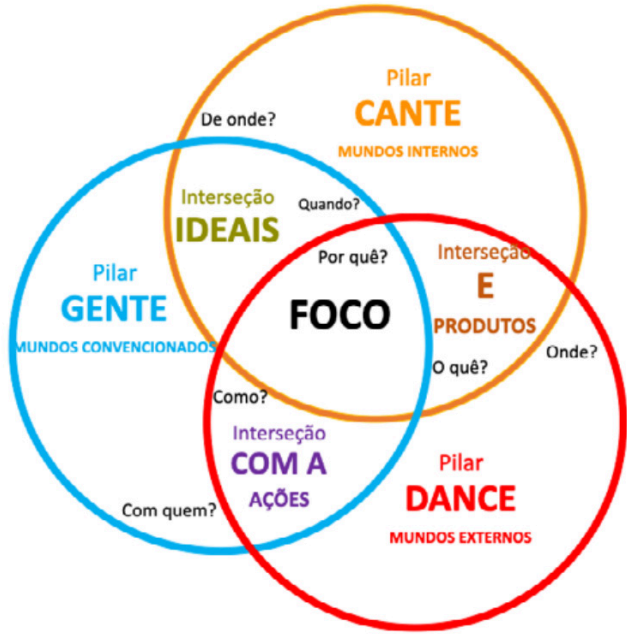 Pilar
CANTE
MUNDOS INTERNOS
De onde?
Interseção
IDEAIS
Quando?
Por quê?
Interseção
E
PRODUTOS
Pilar
GENTE
MUNDOS CONVENCIONADOS
FOCO
Onde?
O quê?
Como?
Interseção
COM A
AÇÕES
Com quem?
Pilar
DANCE
MUNDOS EXTERNOS